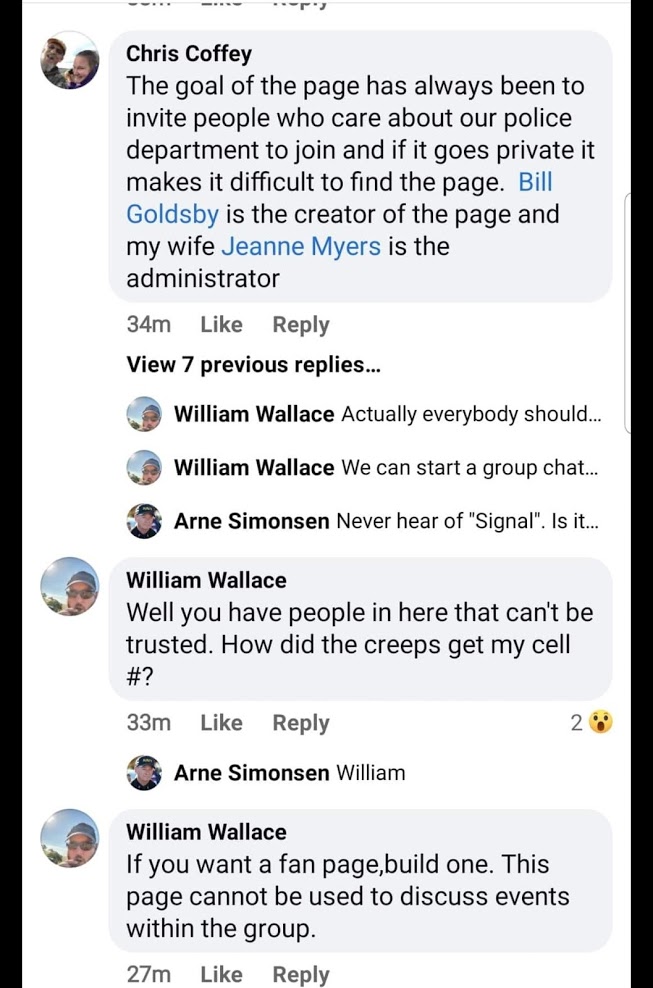 Chris Coffey
The goal of the page has always been to
invite people who care about our police
department to join and if it goes private it
makes it difficult to find the page. Bill
Goldsby is the creator of the page and
my wife Jeanne Myers is the
administrator
34m Like Reply
View 7 previous replies...
William Wallace Actually everybody should...
William Wallace We can start a group chat...
Arne Simonsen Never hear of "Signal". Is it...
William Wallace
Well you have people in here that can't be
trusted. How did the creeps get my cell
#?
33m Like Reply 2
Arne Simonsen William
William Wallace
If you want a fan page,build one. This
page cannot be used to discuss events
within the group.
27m Like Reply